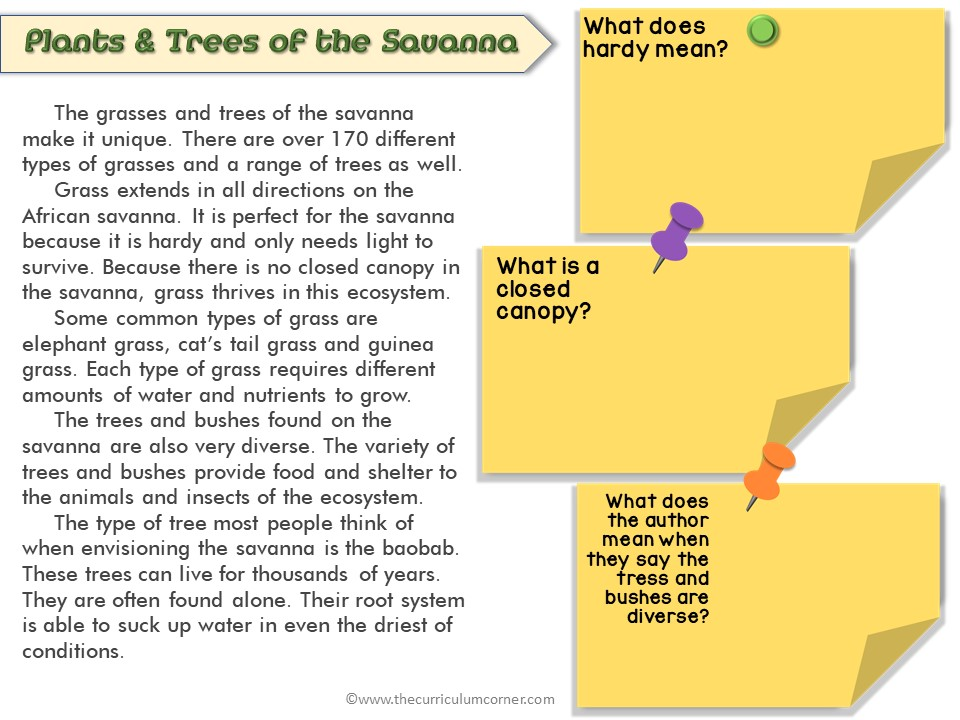 Plants & Trees of the Savanna
The grasses and trees of the savanna
make it unique. There are over 170 different
types of grasses and a range of trees as well.
Grass extends in all directions on the
African savanna. It is perfect for the savanna
because it is hardy and only needs light to
survive. Because there is no closed canopy in
the savanna, grass thrives in this ecosystem.
Some common types of grass are
elephant grass, cat's tail grass and guinea
grass. Each type of grass requires different
amounts of water and nutrients to grow.
The trees and bushes found on the
savanna are also very diverse. The variety of
trees and bushes provide food and shelter to
the animals and insects of the ecosystem.
The type of tree most people think of
when envisioning the savanna is the baobab.
These trees can live for thousands of years.
They are often found alone. Their root system
is able to suck up water in even the driest of
conditions.
What does
hardy mean?
What is a
closed
canopy?
What does
the author
mean when
they say the
tress and
bushes are
diverse?
©www.thecurriculumcorner.com